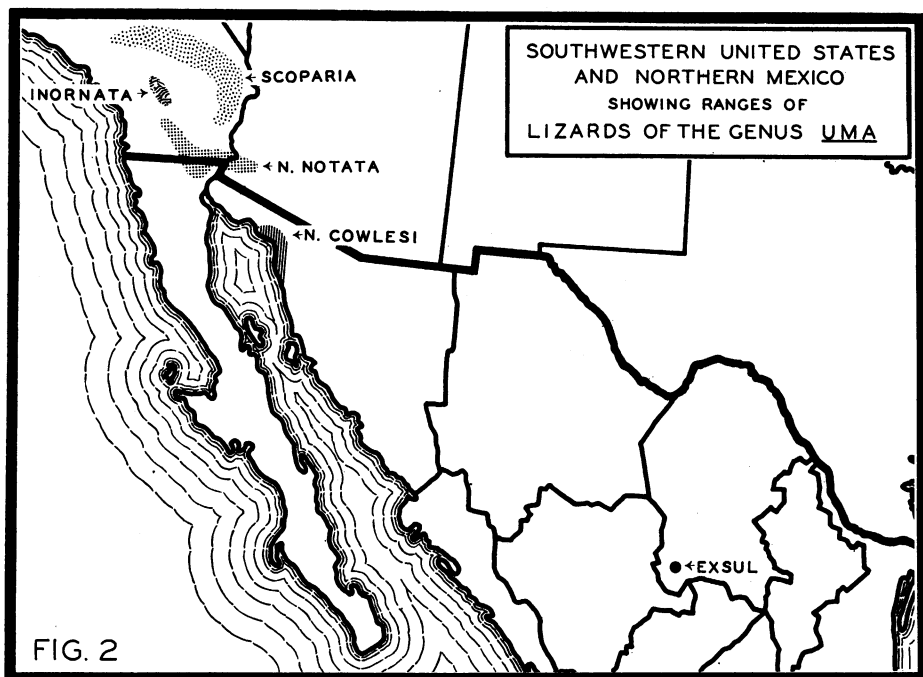 SOUTHWESTERN UNITED STATES
AND NORTHERN MEXICO
SHOWING RANGES OF
LIZARDS OF THE GENUS UMA
SCOPARIA
INORNATA
N. NOTATA
N. COWLESI
EXSUL
FIG. 2